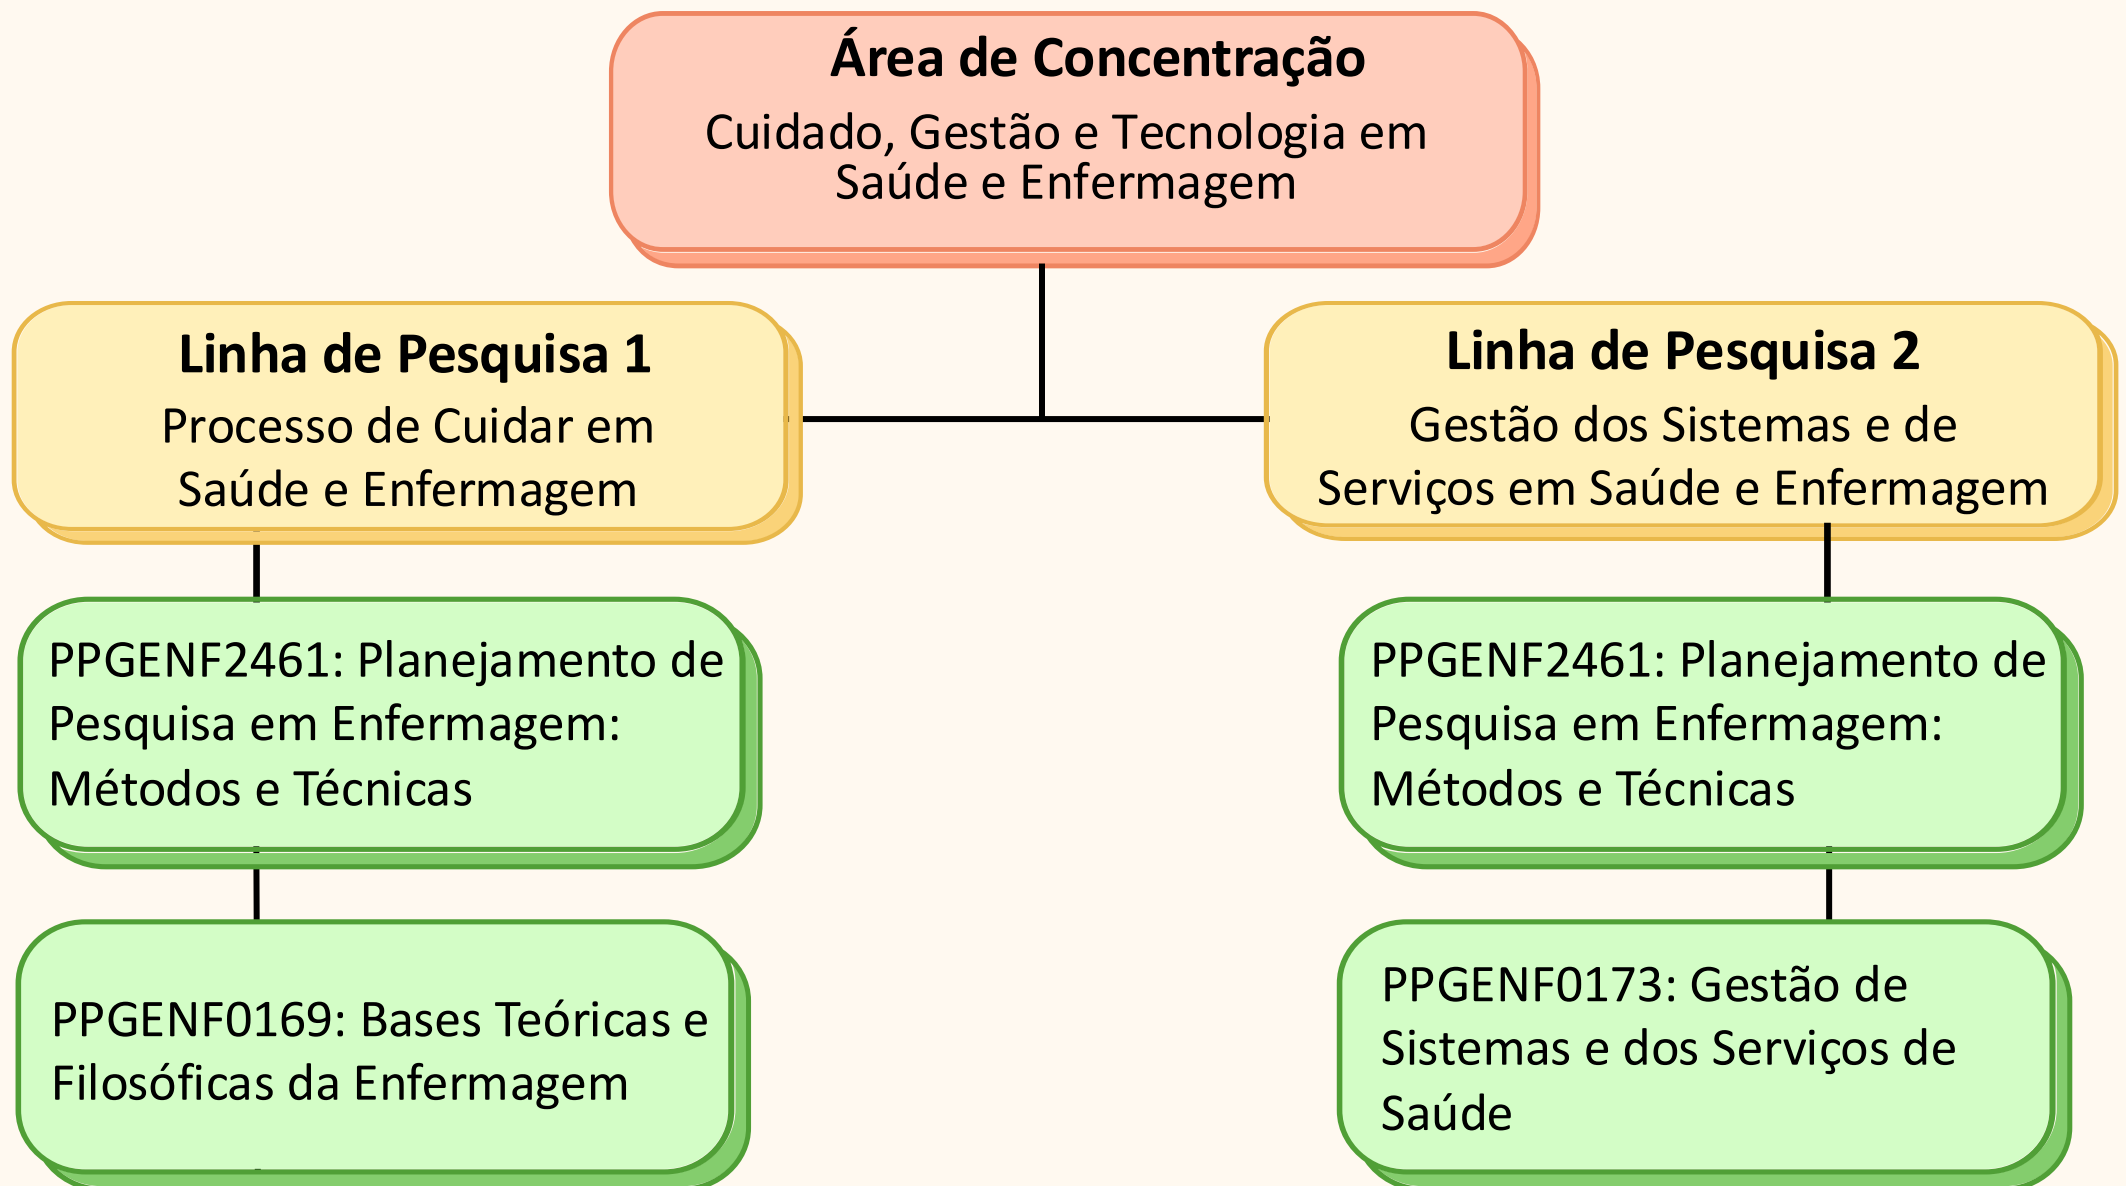 Área de Concentração
Cuidado, Gestão e Tecnologia em
Saúde e Enfermagem
Linha de Pesquisa 1
Processo de Cuidar em
Saúde e Enfermagem
Linha de Pesquisa 2
Gestão dos Sistemas e de
Serviços em Saúde e Enfermagem
PPGENF2461: Planejamento de
Pesquisa em Enfermagem:
Métodos e Técnicas
PPGENF2461: Planejamento de
Pesquisa em Enfermagem:
Métodos e Técnicas
PPGENF0169: Bases Teóricas e
Filosóficas da Enfermagem
PPGENF0173: Gestão de
Sistemas e dos Serviços de
Saúde